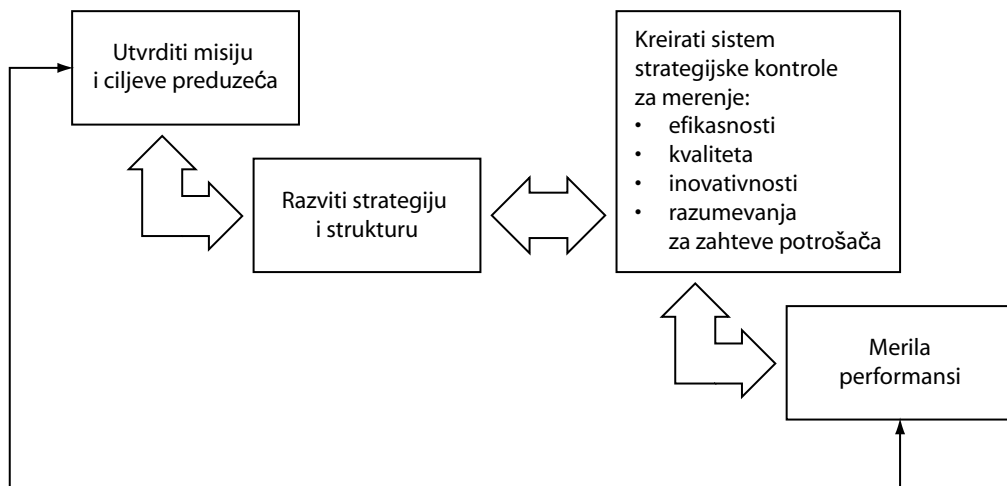 Utvrditi misiju
i ciljeve preduzeća
Razviti strategiju
i strukturu
Kreirati sistem
strategijske kontrole
za merenje:
• efikasnosti
• kvaliteta
• inovativnosti
• razumevanja
za zahteve potrošača
Merila
performansi